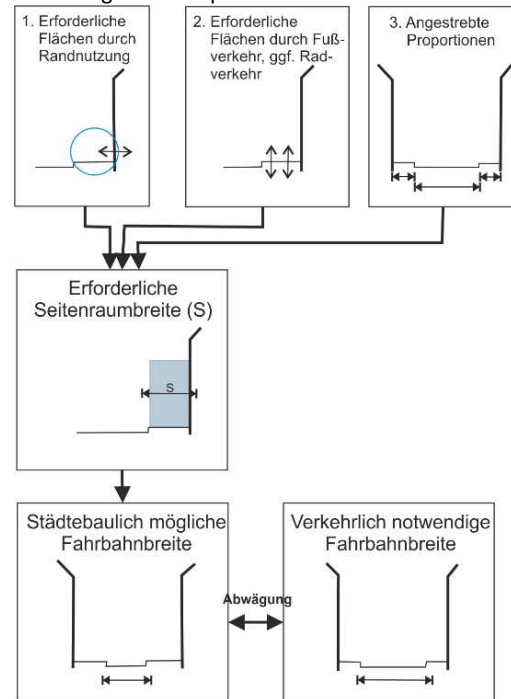 1. Erforderliche
Flächen durch
Randnutzung
2. Erforderliche
Flächen durch Fuß-
verkehr, ggf. Rad-
verkehr
3. Angestrebte
Proportionen
Erforderliche
Seitenraumbreite (S)
S
Städtebaulich mögliche
Fahrbahnbreite
Abwägung
Verkehrlich notwendige
Fahrbahnbreite